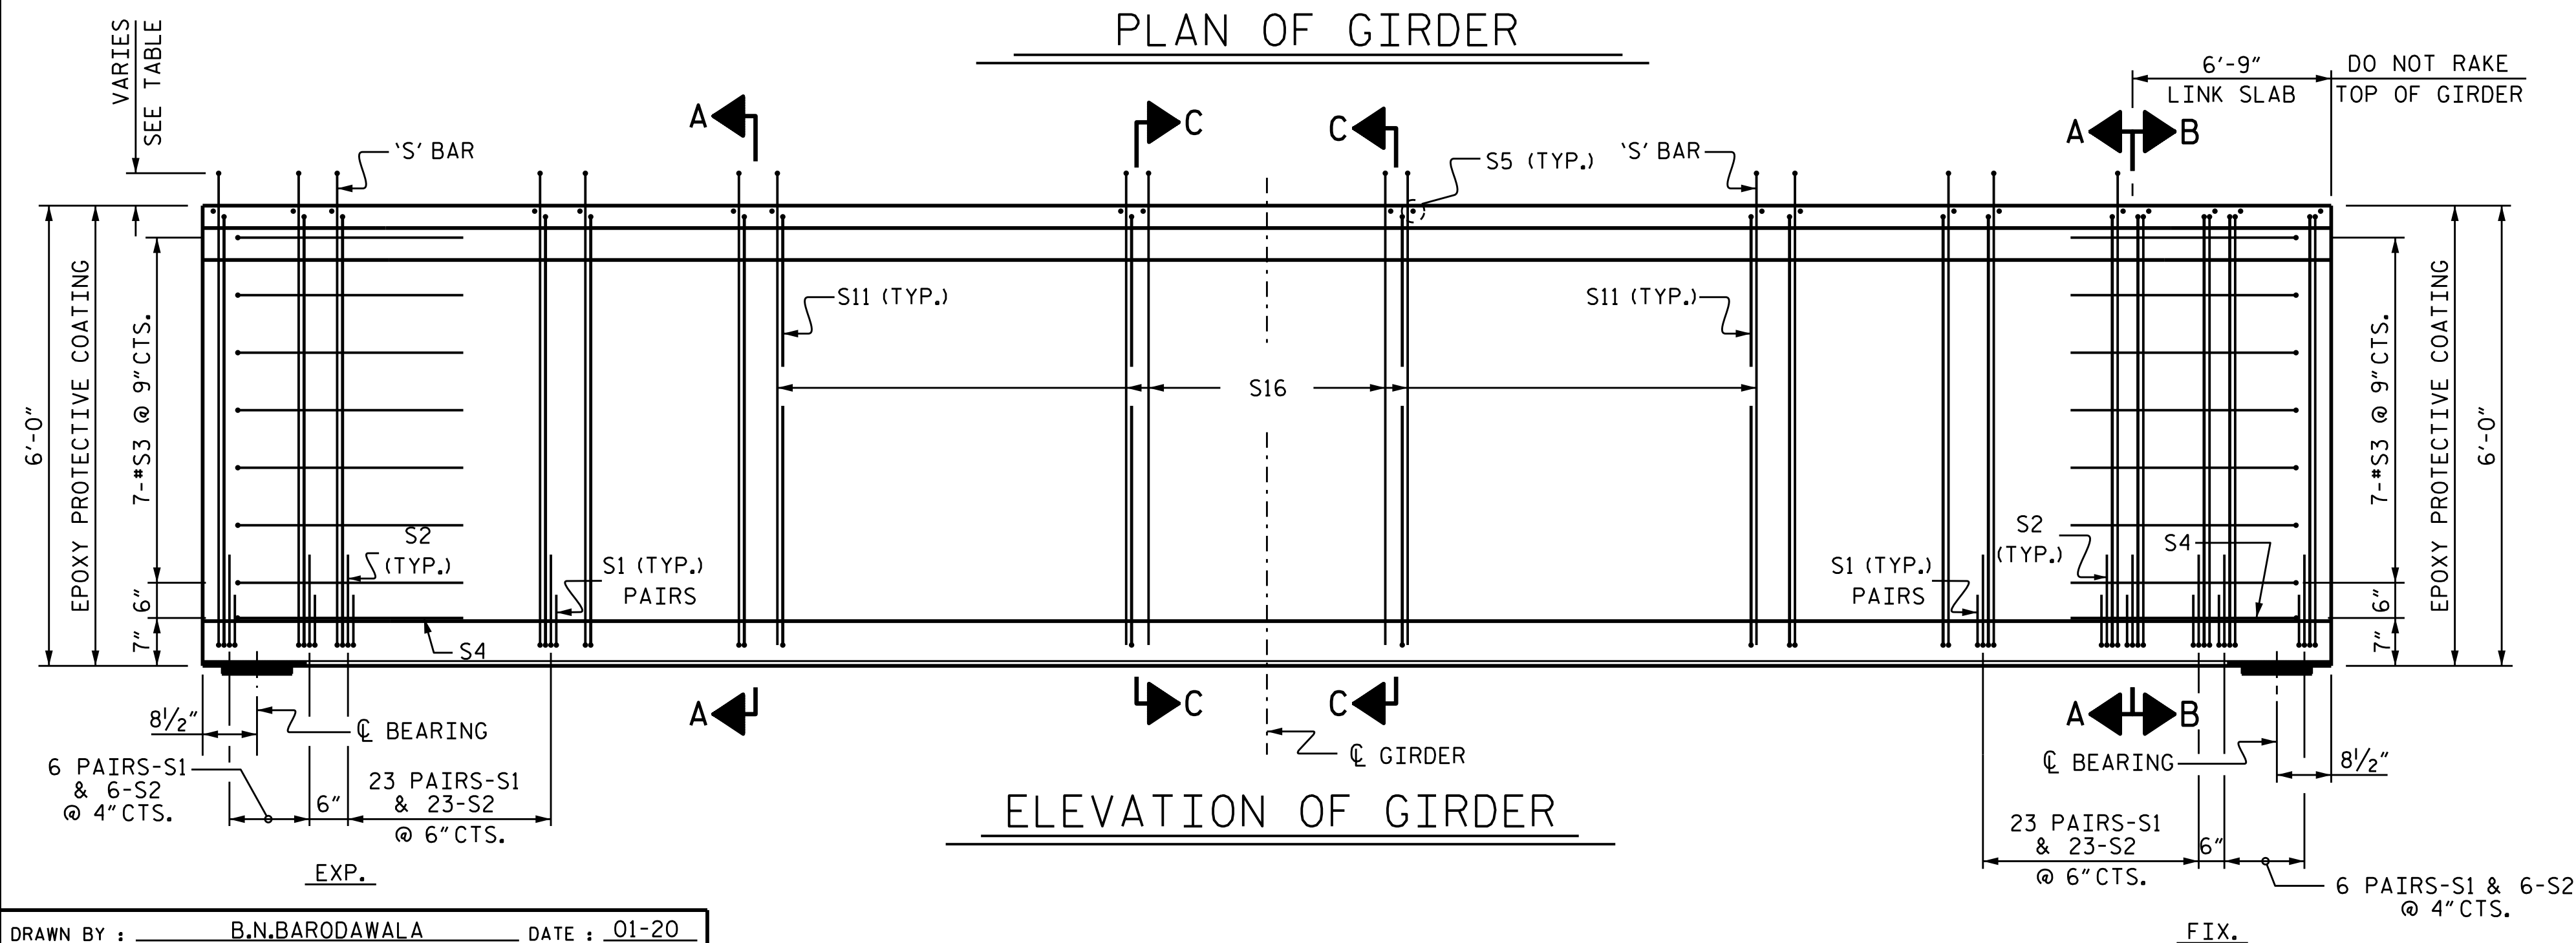 PLAN OF GIRDER
VARIES
SEE TABLE
6'-9"
LINK SLAB
DO NOT RAKE
TOP OF GIRDER
A
C
C
A
B
'S' BAR
S5 (TYP.)
'S' BAR
6'-0"
EPOXY PROTECTIVE COATING
7-#S3 @ 9"CTS.
6"
7"
S11 (TYP.)
S11 (TYP.)
S16
S2
(TYP.)
S1 (TYP.)
PAIRS
S4
S1 (TYP.)
PAIRS
S2
(TYP.)
S4
7-#S3 @ 9"CTS.
6"
7"
EPOXY PROTECTIVE COATING
6'-0"
A
C
C
A
B
8½"
℄ BEARING
℄ GIRDER
℄ BEARING
8½"
6 PAIRS-S1
& 6-S2
@ 4"CTS.
6"
23 PAIRS-S1
& 23-S2
@ 6"CTS.
EXP.
ELEVATION OF GIRDER
23 PAIRS-S1
& 23-S2
@ 6"CTS.
6"
6 PAIRS-S1 & 6-S2
@ 4"CTS.
FIX.
DRAWN BY : B.N.BARODAWALA DATE : 01-20